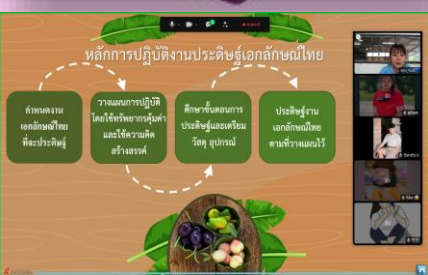 หลักการปฏิบัติงานประดิษฐ์เอกลักษณ์ไทย
กำหนดงาน
เอกลักษณ์ไทย
ที่จะประดิษฐ์
วางแผนการปฏิบัติ
โดยใช้ทรัพยากรคุ้มค่า
และใช้ความคิด
สร้างสรรค์
ศึกษาขั้นตอนการ
ประดิษฐ์และเตรียม
วัสดุ อุปกรณ์
ประดิษฐ์งาน
เอกลักษณ์ไทย
ตามที่วางแผนไว้